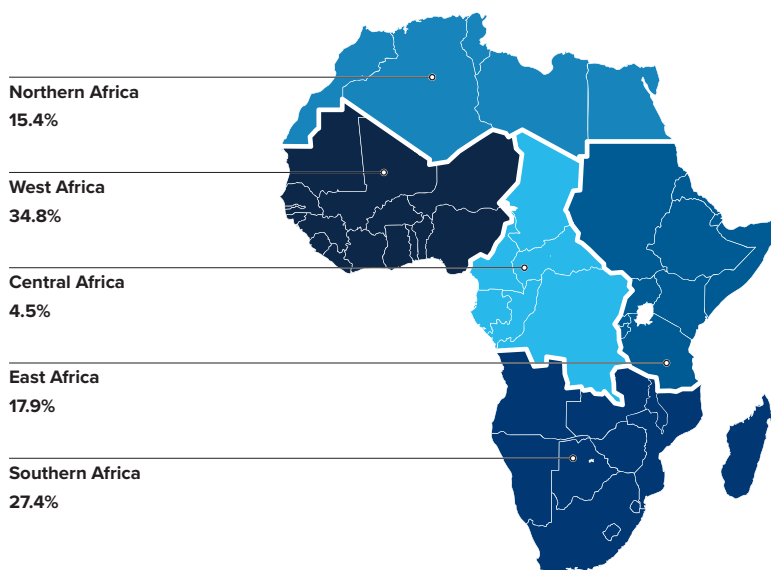 Northern Africa
15.4%
West Africa
34.8%
Central Africa
4.5%
East Africa
17.9%
Southern Africa
27.4%